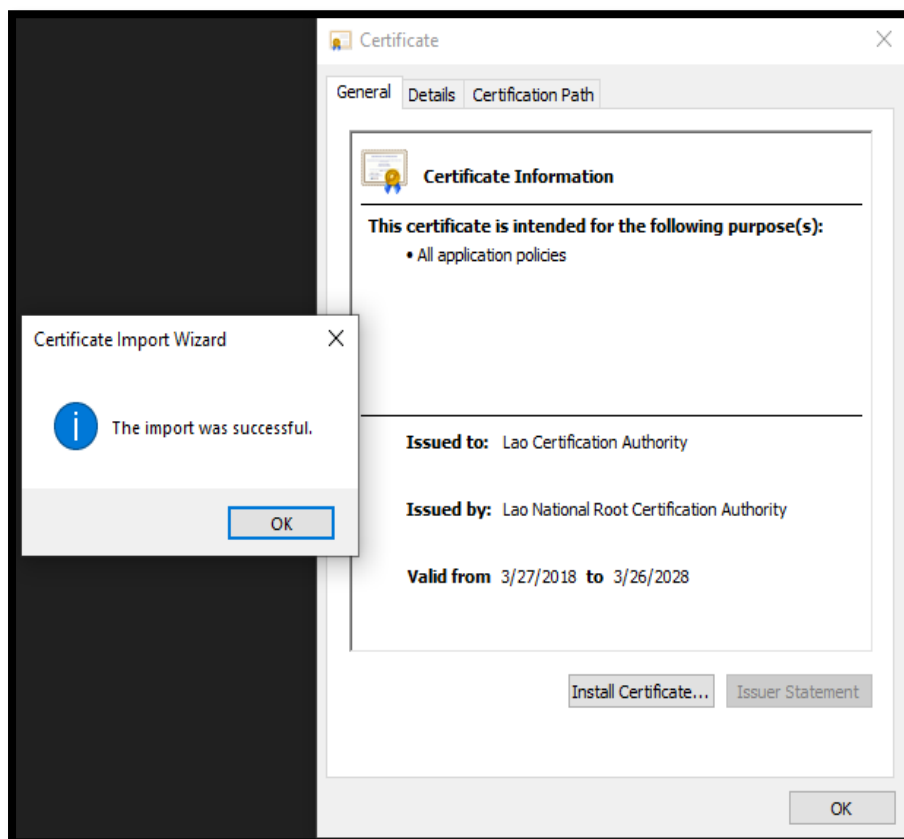 Certificate
General
Details
Certification Path
Certificate Information
This certificate is intended for the following purpose(s):
• All application policies
Certificate Import Wizard
The import was successful.
OK
Issued to: Lao Certification Authority
Issued by: Lao National Root Certification Authority
Valid from 3/27/2018 to 3/26/2028
Install Certificate...
Issuer Statement
OK